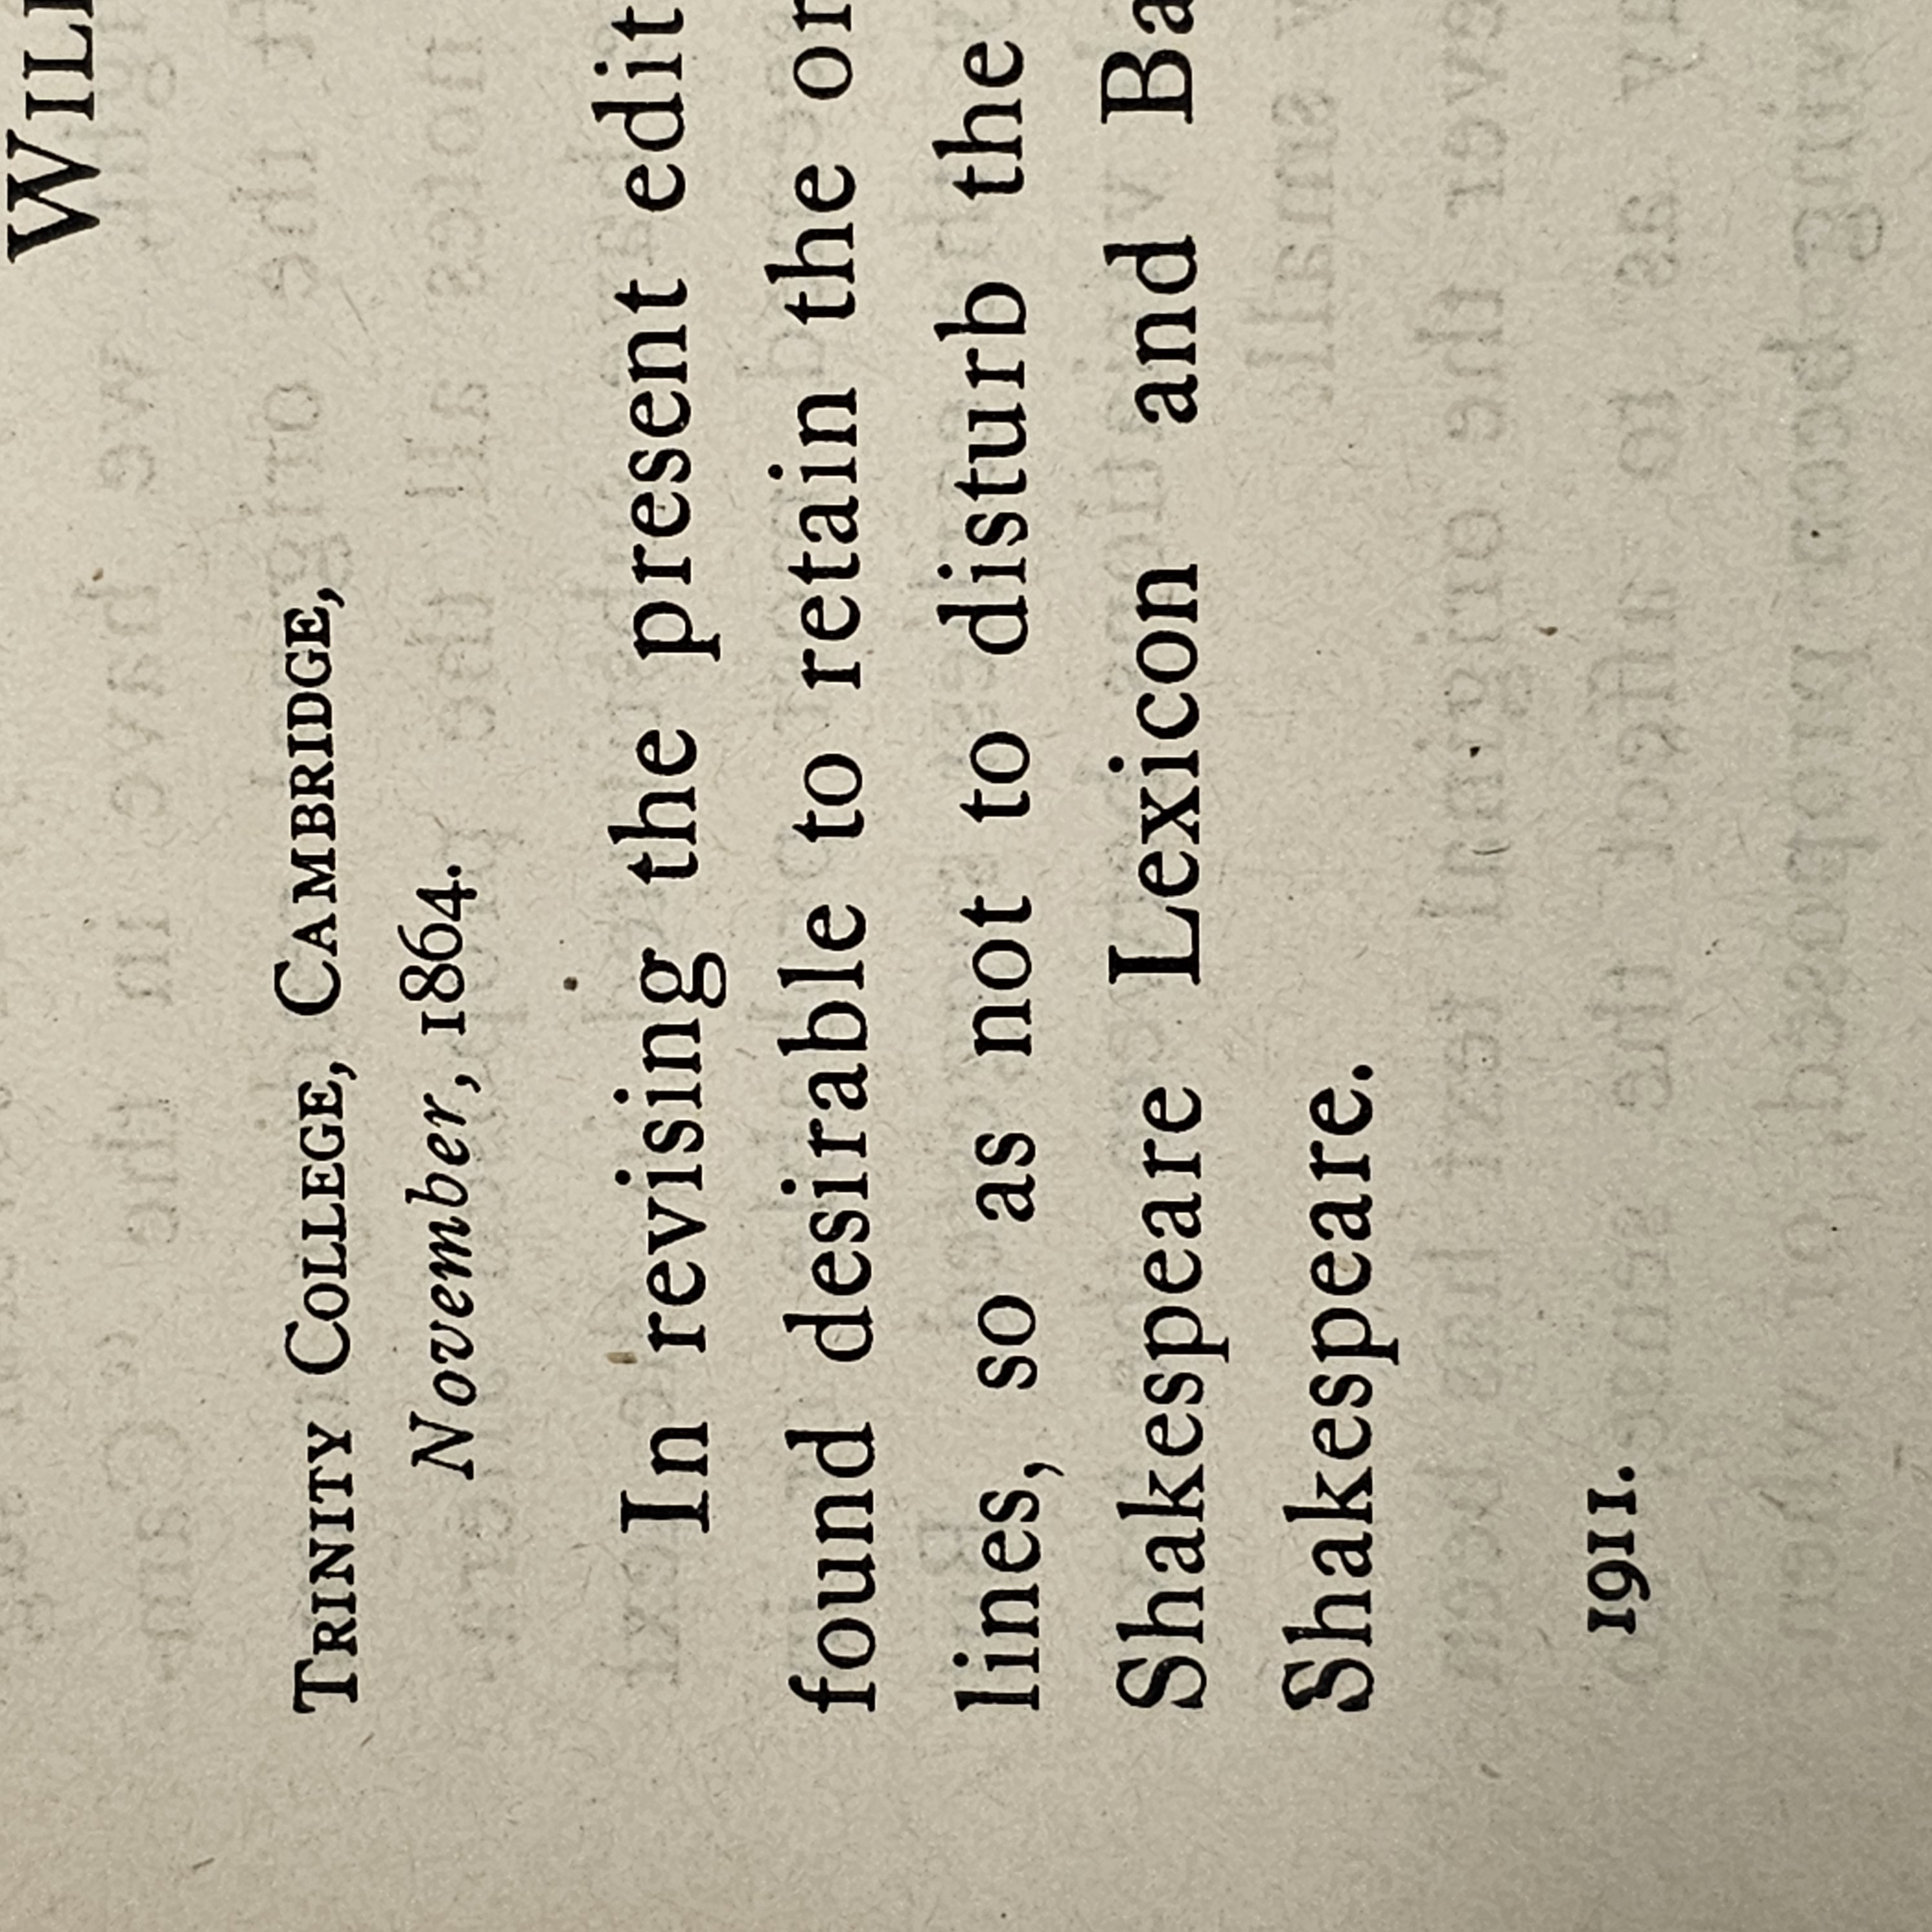 WILL
TRINITY COLLEGE, CAMBRIDGE,
November, 1864.
In revising the present edit
found desirable to retain the or
lines, so as not to disturb the
Shakespeare Lexicon and Ba
Shakespeare.
1911.